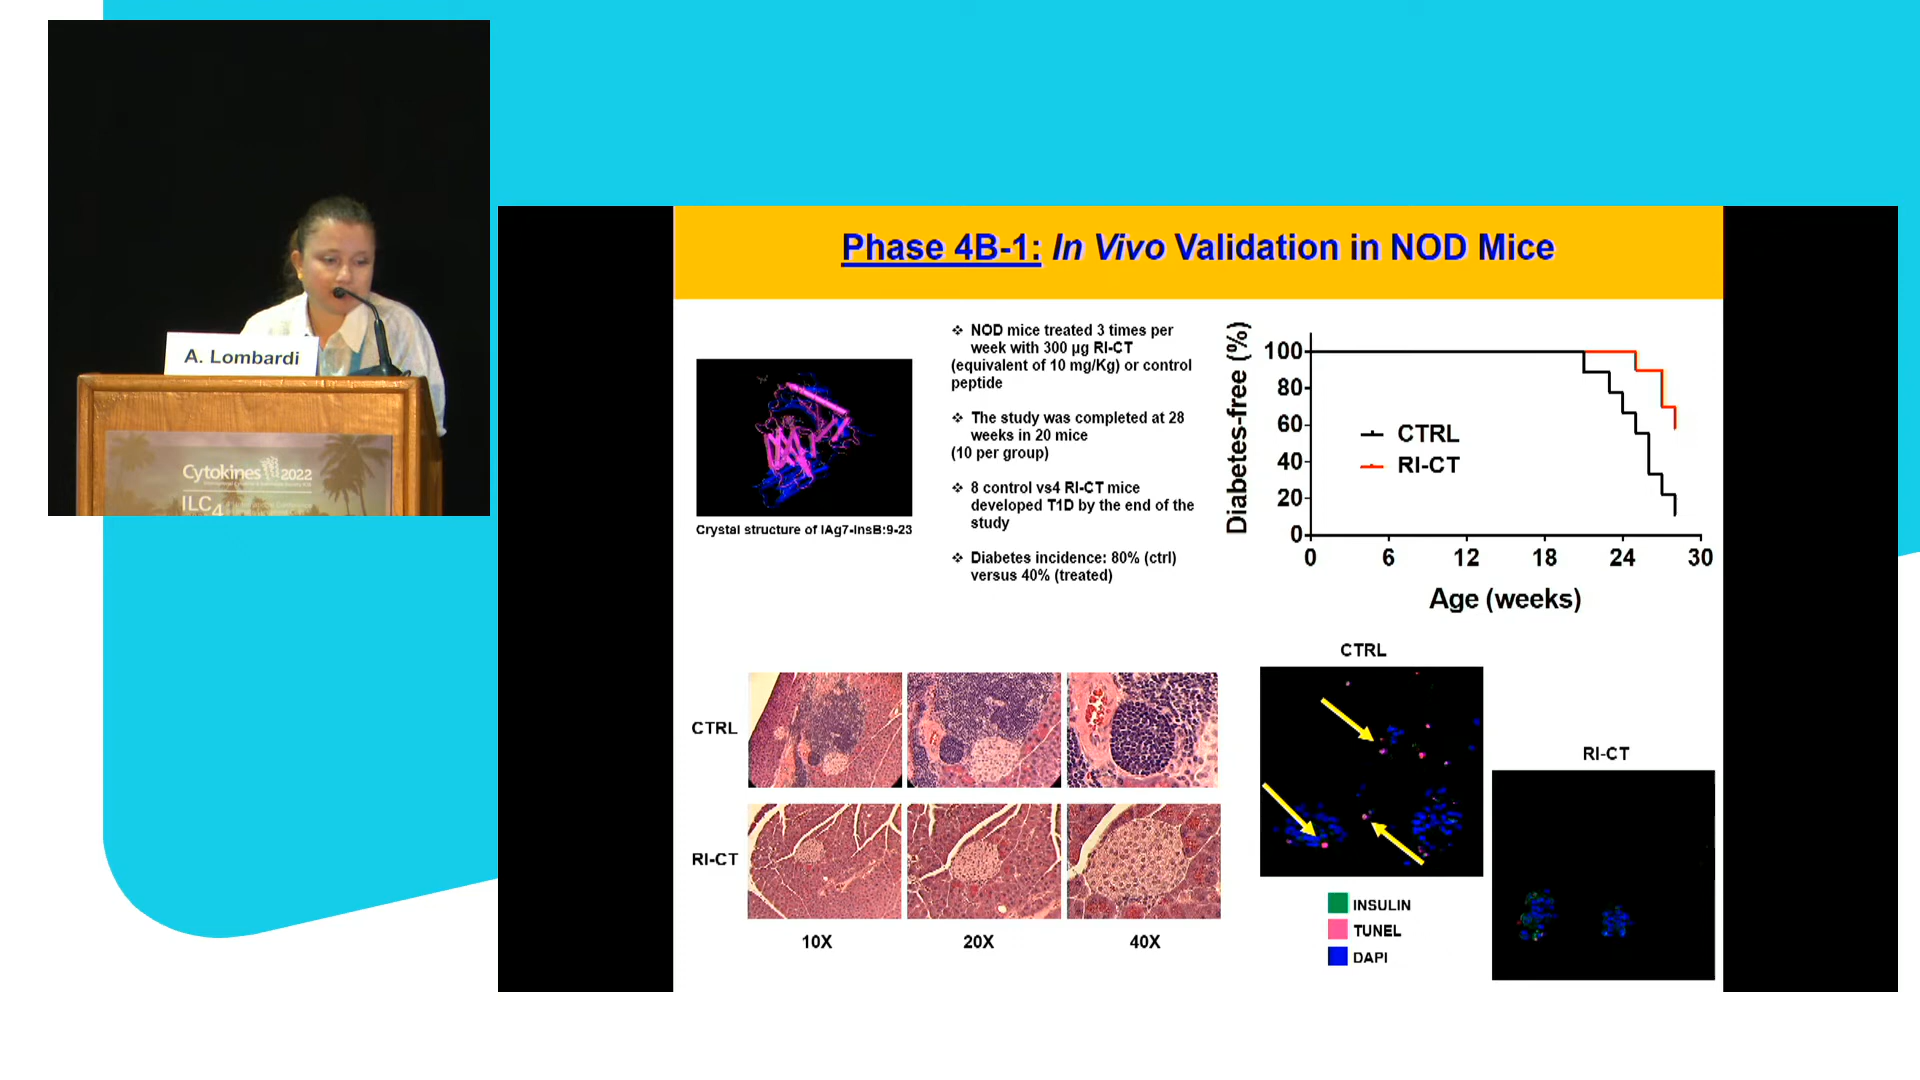 A. Lombardi
Cytokines 2022
ILC4
Phase 4B-1: In Vivo Validation in NOD Mice
Crystal structure of IAg7-InsB:9-23
❖ NOD mice treated 3 times per
week with 300 µg RI-CT
(equivalent of 10 mg/Kg) or control
peptide
❖ The study was completed at 28
weeks in 20 mice
(10 per group)
❖ 8 control vs4 RI-CT mice
developed T1D by the end of the
study
❖ Diabetes incidence: 80% (ctrl)
versus 40% (treated)
Diabetes-free (%)
100
80
60
40
20
0
CTRL
RI-CT
0 6 12 18 24 30
Age (weeks)
CTRL
RI-CT
10X 20X 40X
CTRL
RI-CT
INSULIN
TUNEL
DAPI